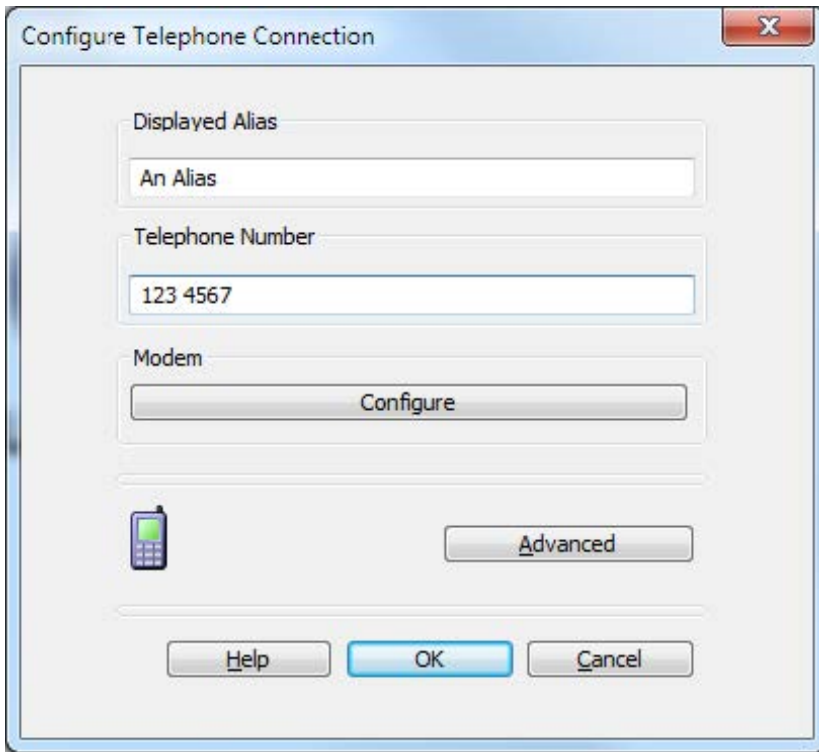 Configure Telephone Connection
Displayed Alias
An Alias
Telephone Number
123 4567
Modem
Configure
Advanced
Help OK Cancel